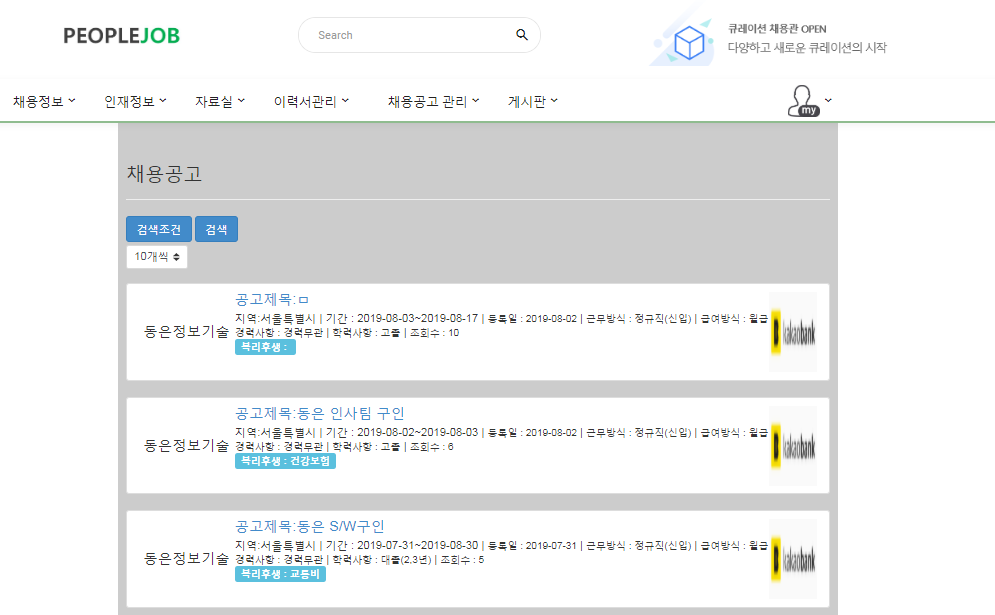 PEOPLEJOB
Search
큐레이션 채용관 OPEN
다양하고 새로운 큐레이션의 시작
채용정보 인재정보 자료실 이력서관리 채용공고 관리 게시판 my
채용공고
검색조건 검색
10개씩
공고제목:ㅁ
지역:서울특별시 | 기간 : 2019-08-03~2019-08-17 | 등록일 : 2019-08-02 | 근무방식 : 정규직(신입) | 급여방식 : 월급
동은정보기술
경력사항 : 경력무관 | 학력사항 : 고졸 | 조회수 : 10
복리후생 :
kakaobank
공고제목:동은 인사팀 구인
지역:서울특별시 | 기간 : 2019-08-02~2019-08-03 | 등록일 : 2019-08-02 | 근무방식 : 정규직(신입) | 급여방식 : 월급
동은정보기술
경력사항 : 경력무관 | 학력사항 : 고졸 | 조회수 : 6
복리후생 : 건강보험
kakaobank
공고제목:동은 S/W구인
지역:서울특별시 | 기간 : 2019-07-31~2019-08-30 | 등록일 : 2019-07-31 | 근무방식 : 정규직(신입) | 급여방식 : 월급
동은정보기술
경력사항 : 경력무관 | 학력사항 : 대졸(2,3년) | 조회수 : 5
복리후생 : 교통비
kakaobank